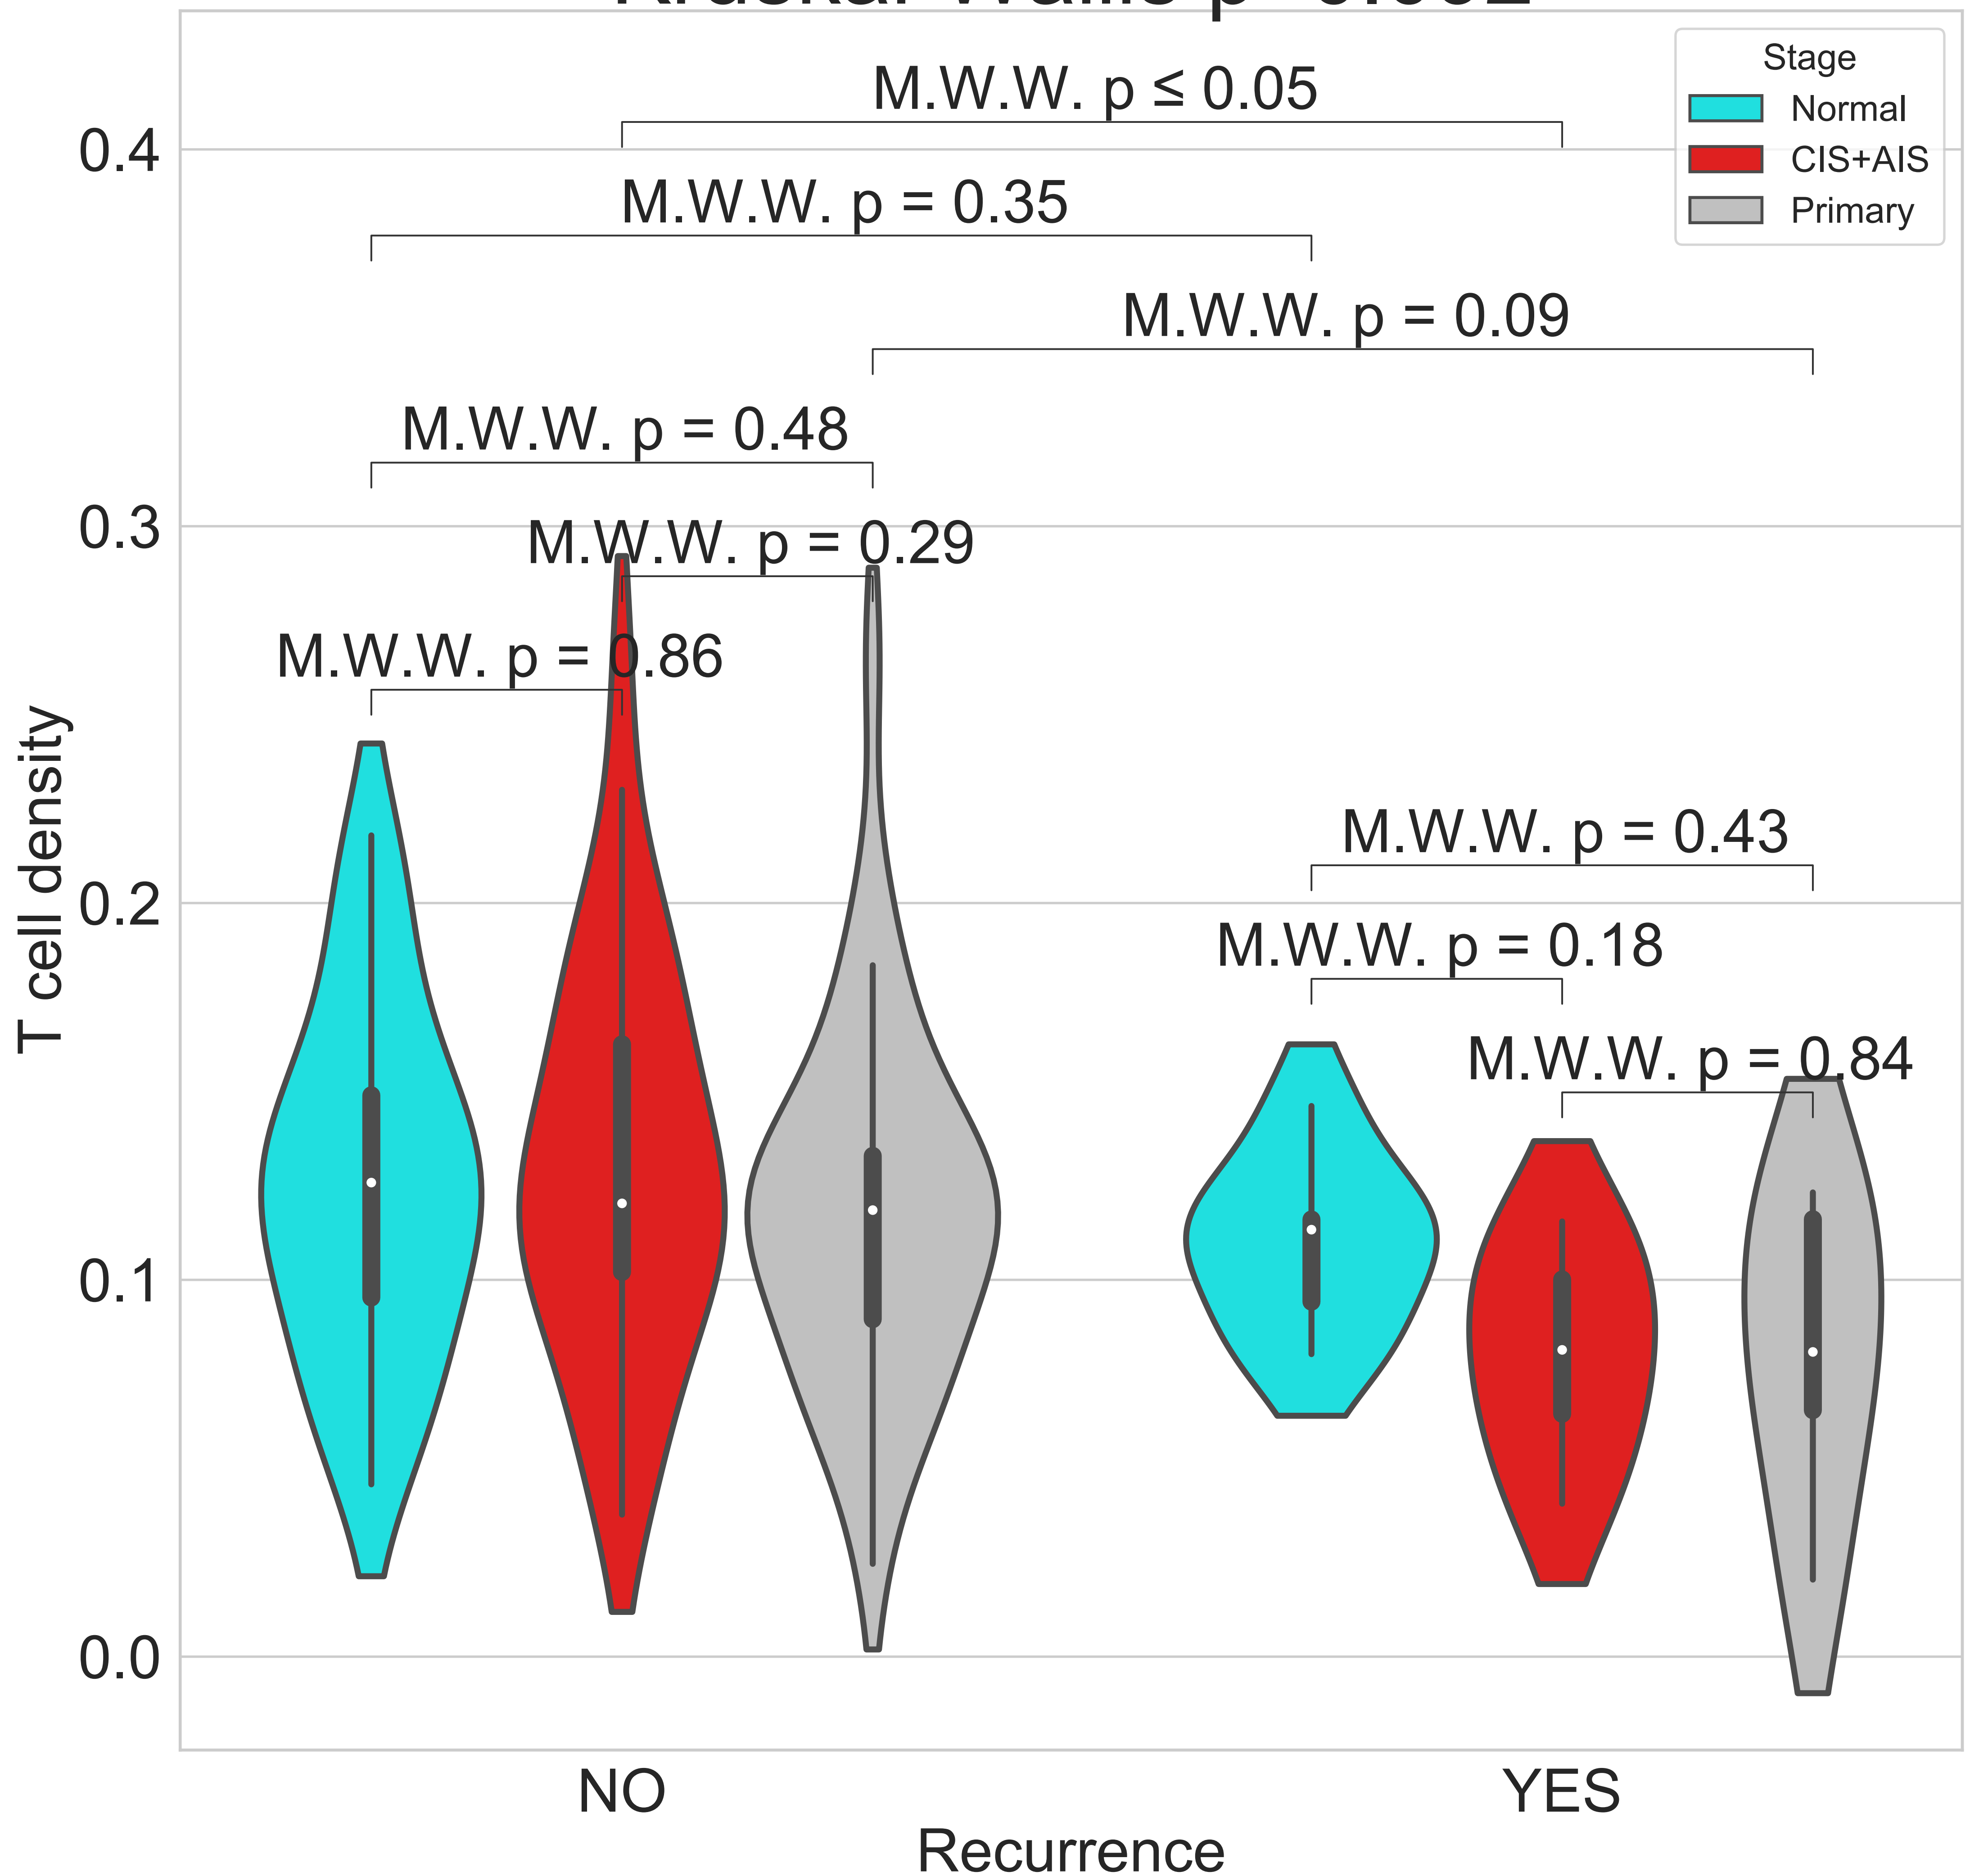 M.W.W. p ≤ 0.05
M.W.W. p = 0.35
M.W.W. p = 0.09
M.W.W. p = 0.48
M.W.W. p = 0.29
M.W.W. p = 0.86
M.W.W. p = 0.43
M.W.W. p = 0.18
M.W.W. p = 0.84
Stage
Normal
CIS+AIS
Primary
0.4
0.3
0.2
0.1
0.0
T cell density
NO
YES
Recurrence